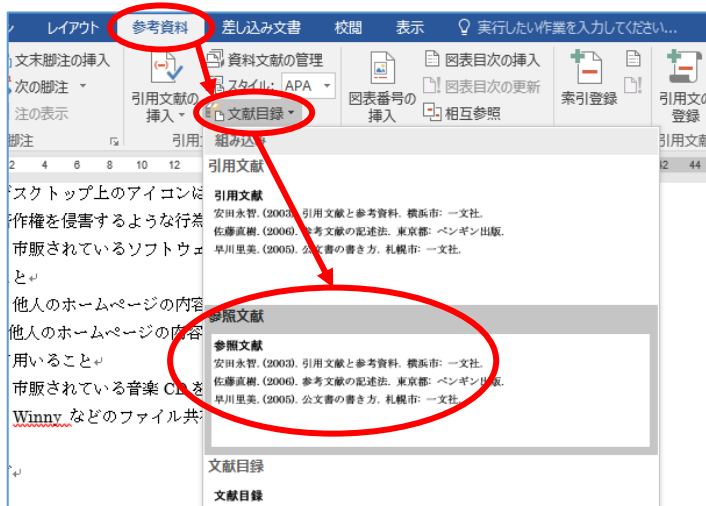 レイアウト 参考資料 差し込み文書 校閲 表示 実行したい作業を入力してください...
文末脚注の挿入
次の脚注
注の表示
脚注
引用文献の
挿入
資料文献の管理
スタイル: APA
文献目録
引用
図表番号の
挿入
図表目次の挿入
図表目次の更新
相互参照
索引登録
引用文の
登録
引用文献
2 4 6 8 10 12 42 44
スクトップ上のアイコンは
作権を侵害するような行為
市販されているソフトウェ
と
他人のホームページの内容
他人のホームページの内容
用いること
市販されている音楽 CD を
Winny などのファイル共
組み込み
引用文献
引用文献
安田永智. (2003). 引用文献と参考資料. 横浜市: 一文社.
佐藤直樹. (2006). 参考文献の記述法. 東京都: ペンギン出版.
早川里美. (2005). 公文書の書き方. 札幌市: 一文社.
参照文献
参照文献
安田永智. (2003). 引用文献と参考資料. 横浜市: 一文社.
佐藤直樹. (2006). 参考文献の記述法. 東京都: ペンギン出版.
早川里美. (2005). 公文書の書き方. 札幌市: 一文社.
文献目録
文献目録